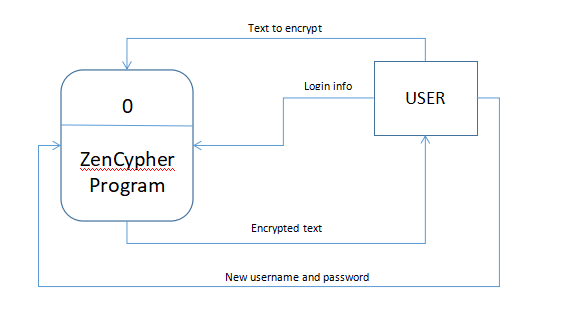 Text to encrypt
Login info
USER
0
ZenCypher
Program
Encrypted text
New username and password